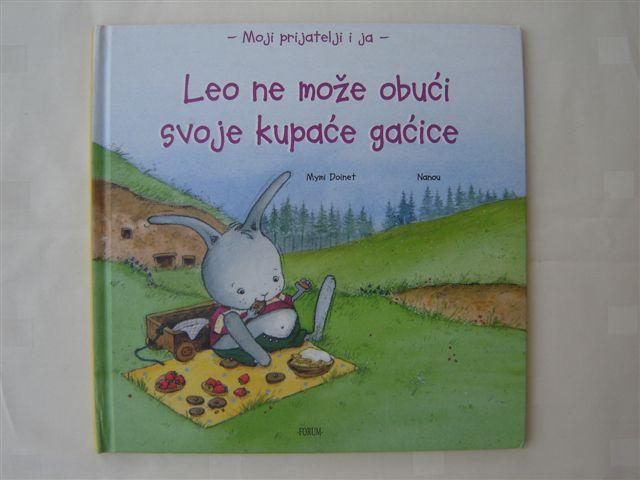 - Moji prijatelji i ja -
Leo ne može obući
svoje kupaće gaćice
Mymi Doinet Nanou
-FORUM-